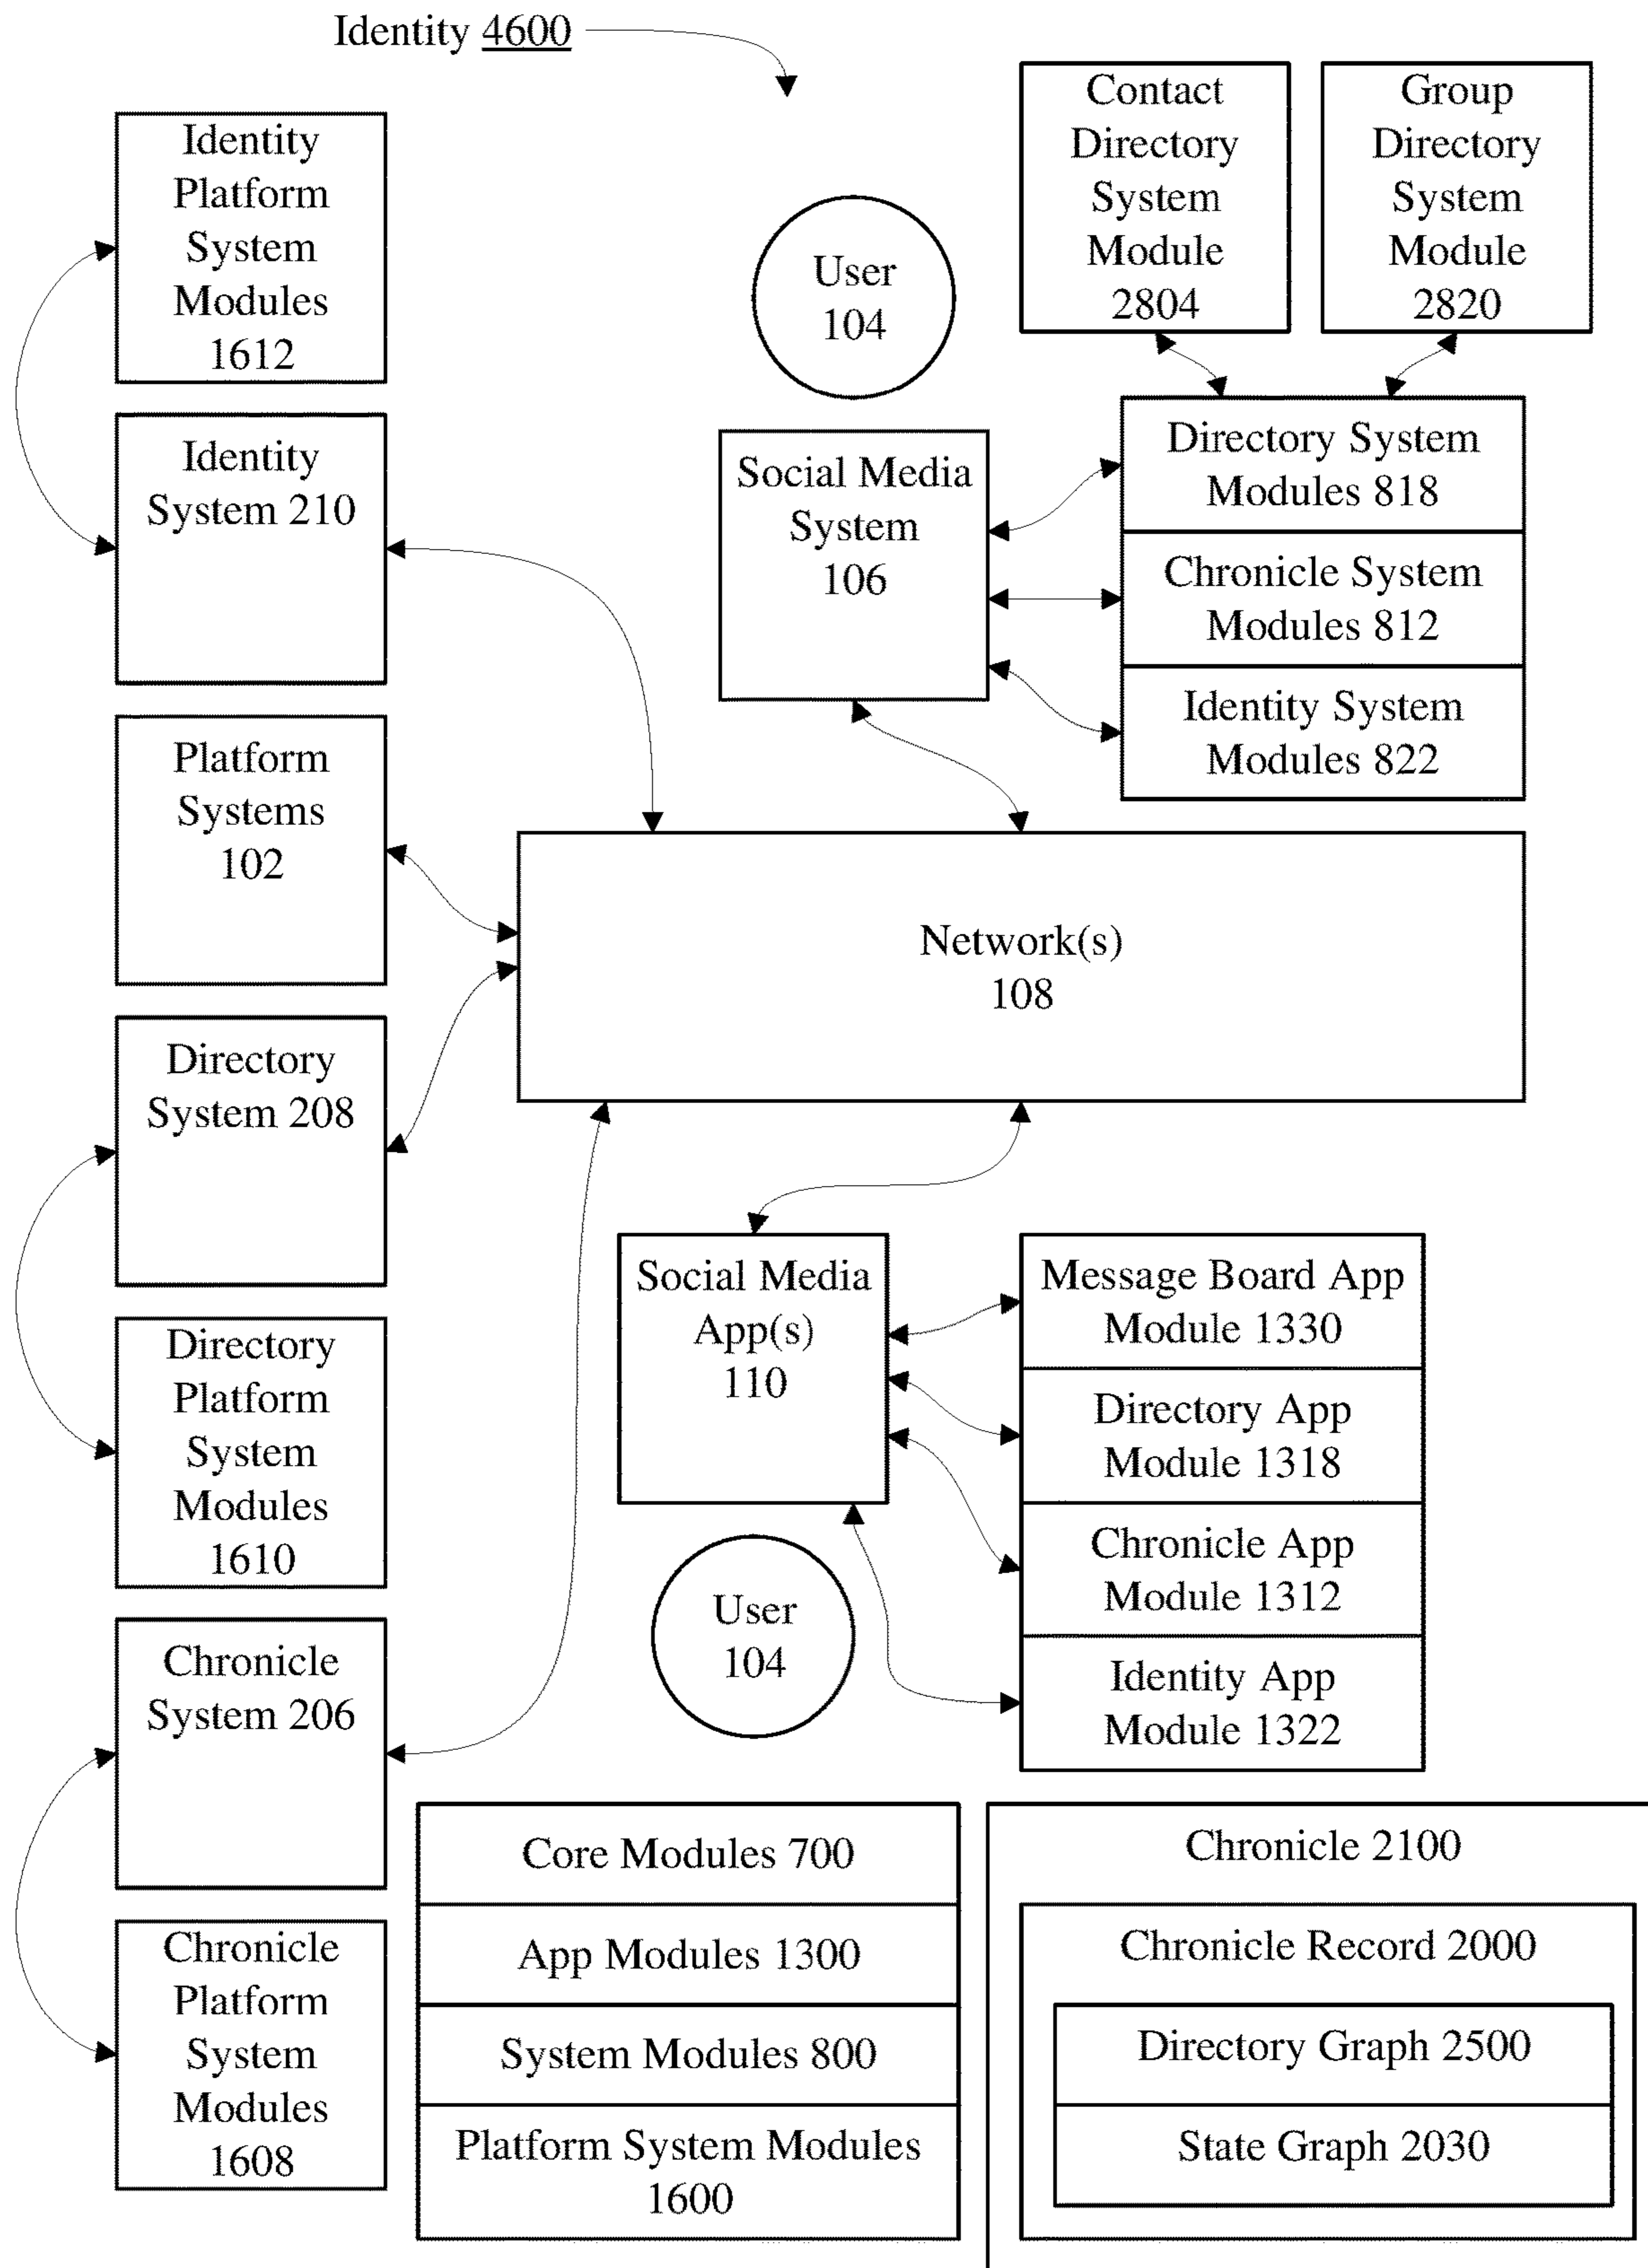 Identity 4600
Identity
Platform
System
Modules
1612
Identity
System 210
Platform
Systems
102
Directory
System 208
Directory
Platform
System
Modules
1610
Chronicle
System 206
Chronicle
Platform
System
Modules
1608
User
104
Contact
Directory
System
Module
2804
Group
Directory
System
Module
2820
Social Media
System
106
Directory System
Modules 818
Chronicle System
Modules 812
Identity System
Modules 822
Network(s)
108
Social Media
App(s)
110
Message Board App
Module 1330
Directory App
Module 1318
Chronicle App
Module 1312
Identity App
Module 1322
User
104
Core Modules 700
App Modules 1300
System Modules 800
Platform System Modules
1600
Chronicle 2100
Chronicle Record 2000
Directory Graph 2500
State Graph 2030